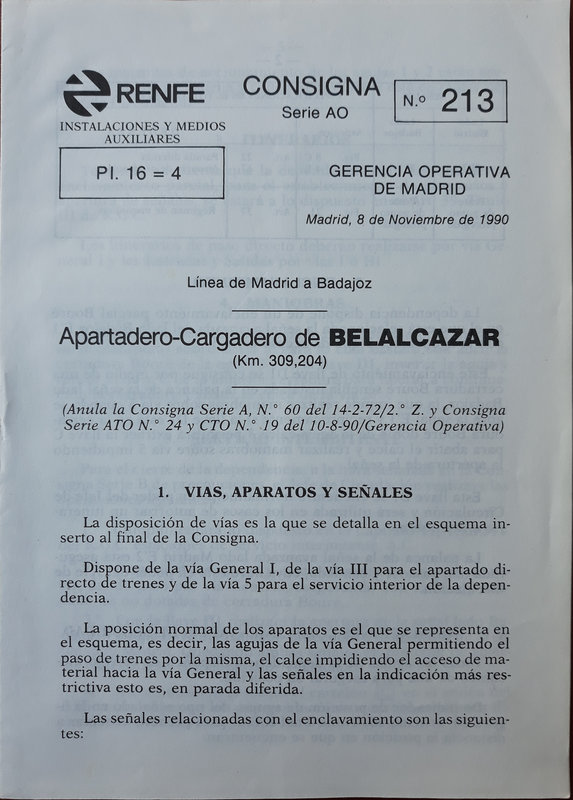 RENFE
INSTALACIONES Y MEDIOS
AUXILIARES
PI. 16 = 4
CONSIGNA
Serie AO
N.º 213
GERENCIA OPERATIVA
DE MADRID
Madrid, 8 de Noviembre de 1990
Línea de Madrid a Badajoz
Apartadero-Cargadero de BELALCAZAR
(Km. 309,204)
(Anula la Consigna Serie A, N.° 60 del 14-2-72/2.° Z. y Consigna
Serie ATO N.° 24 y CTO N.° 19 del 10-8-90/Gerencia Operativa)
1. VIAS, APARATOS Y SEÑALES
La disposición de vías es la que se detalla en el esquema in-
serto al final de la Consigna.
Dispone de la vía General I, de la vía III para el apartado di-
recto de trenes y de la vía 5 para el servicio interior de la depen-
dencia.
La posición normal de los aparatos es el que se representa en
el esquema, es decir, las agujas de la vía General permitiendo el
paso de trenes por la misma, el calce impidiendo el acceso de ma-
terial hacia la vía General y las señales en la indicación más res-
trictiva esto es, en parada diferida.
Las señales relacionadas con el enclavamiento son las siguien-
tes: